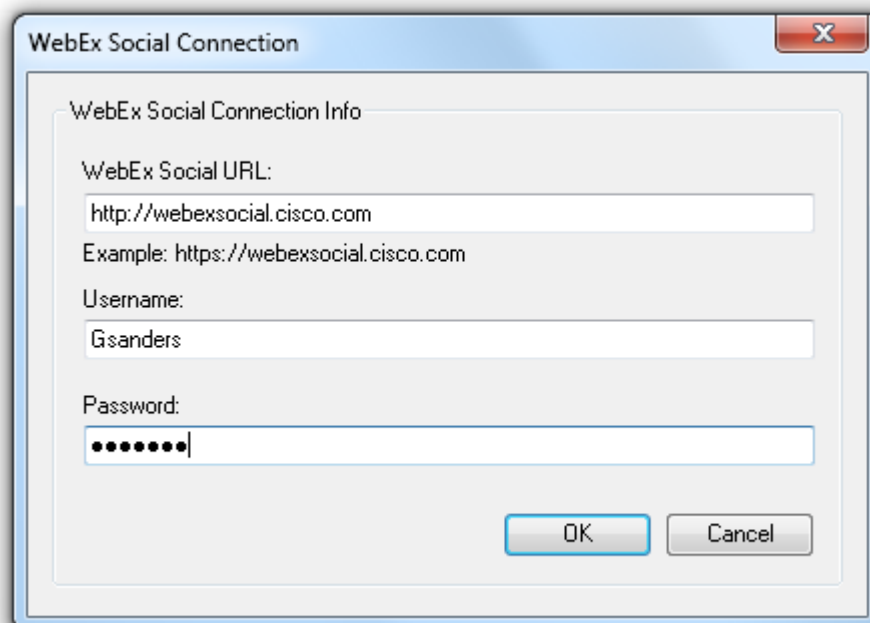 WebEx Social Connection
WebEx Social Connection Info
WebEx Social URL:
http://webexsocial.cisco.com
Example: https://webexsocial.cisco.com
Username:
Gsanders
Password:
●●●●●●●
OK Cancel